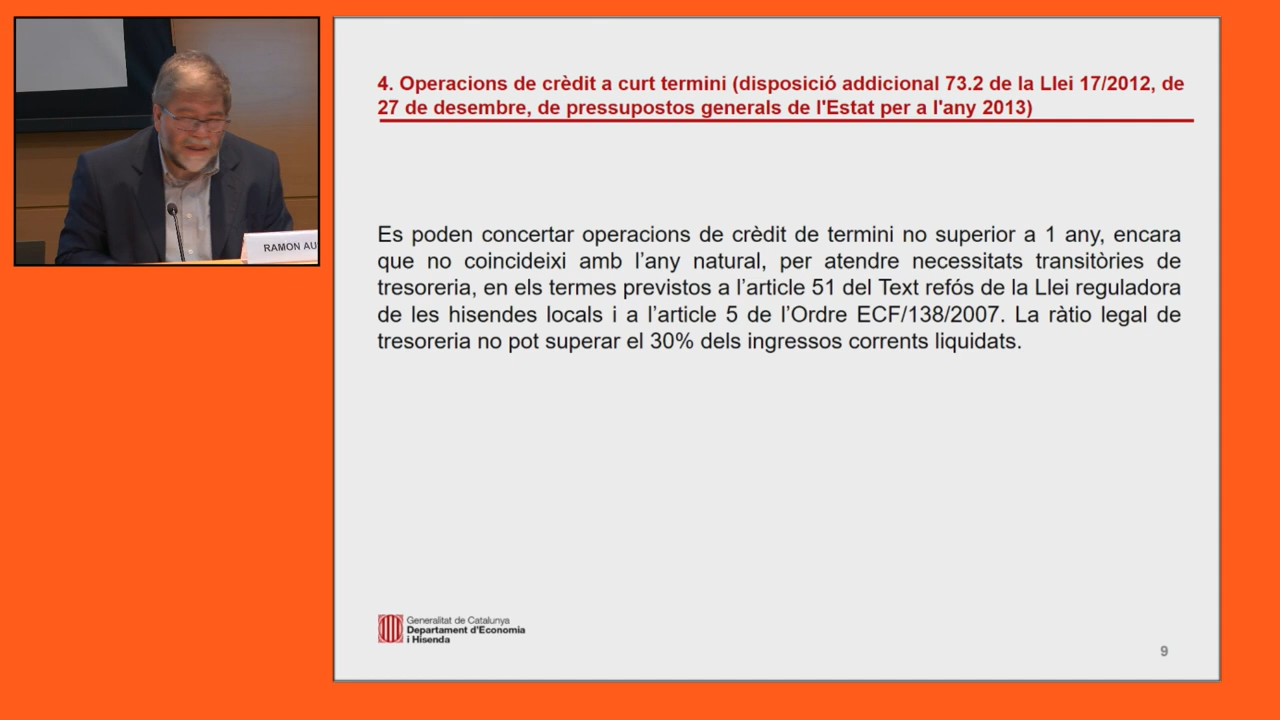 4. Operacions de crèdit a curt termini (disposició addicional 73.2 de la Llei 17/2012, de
27 de desembre, de pressupostos generals de l'Estat per a l'any 2013)
Es poden concertar operacions de crèdit de termini no superior a 1 any, encara
que no coincideixi amb l’any natural, per atendre necessitats transitòries de
tresoreria, en els termes previstos a l’article 51 del Text refós de la Llei reguladora
de les hisendes locals i a l’article 5 de l’Ordre ECF/138/2007. La ràtio legal de
tresoreria no pot superar el 30% dels ingressos corrents liquidats.
RAMON AU
Generalitat de Catalunya
Departament d'Economia
i Hisenda
9